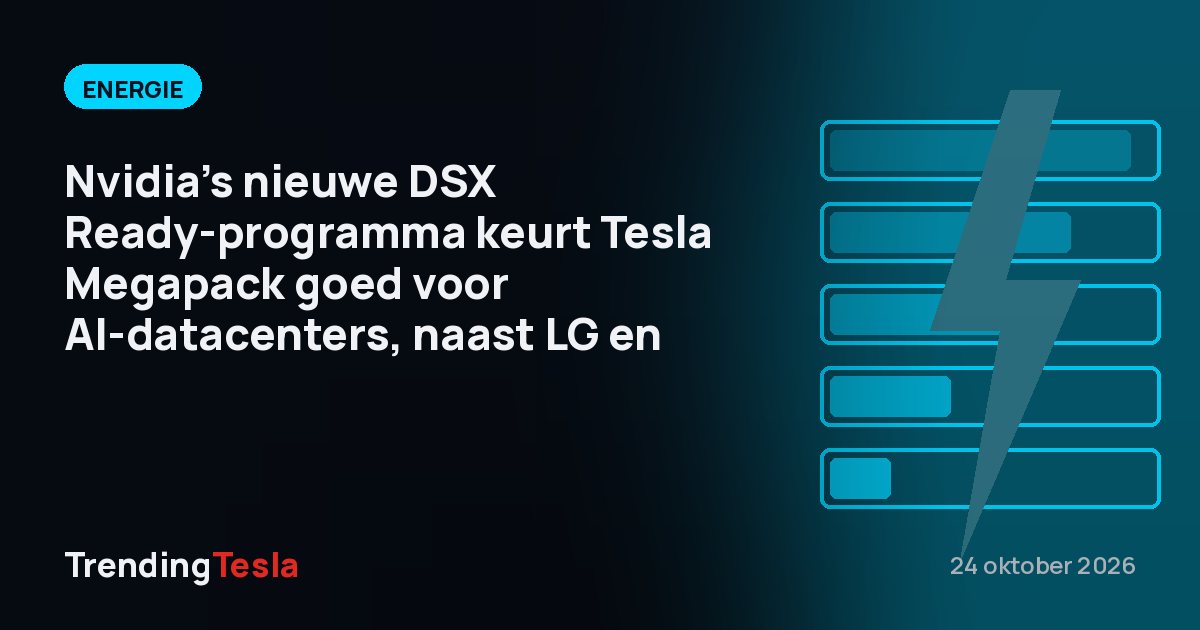 ENERGIE
Nvidia’s nieuwe DSX
Ready-programma keurt Tesla
Megapack goed voor
AI-datacenters, naast LG en
TrendingTesla
24 oktober 2026